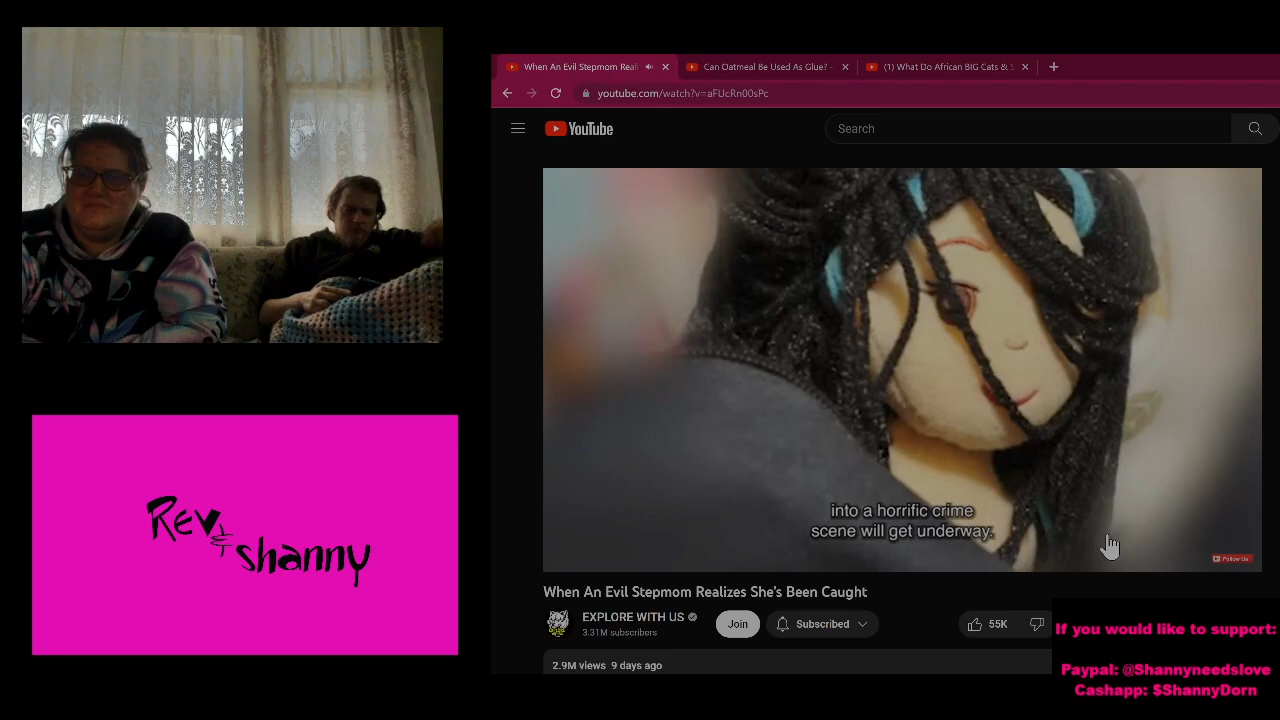 When An Evil Stepmom Reali
Can Oatmeal Be Used As Glue? -
(1) What Do African BIG Cats &
youtube.com/watch?v=aFUcRn00sPc
YouTube
Search
into a horrific crime
scene will get underway.
Follow Us
When An Evil Stepmom Realizes She's Been Caught
EXPLORE WITH US
3.31M subscribers
Join
Subscribed
55K
2.9M views 9 days ago
Rev
&
shanny
If you would like to support:
Paypal: @Shannyneedslove
Cashapp: $ShannyDorn